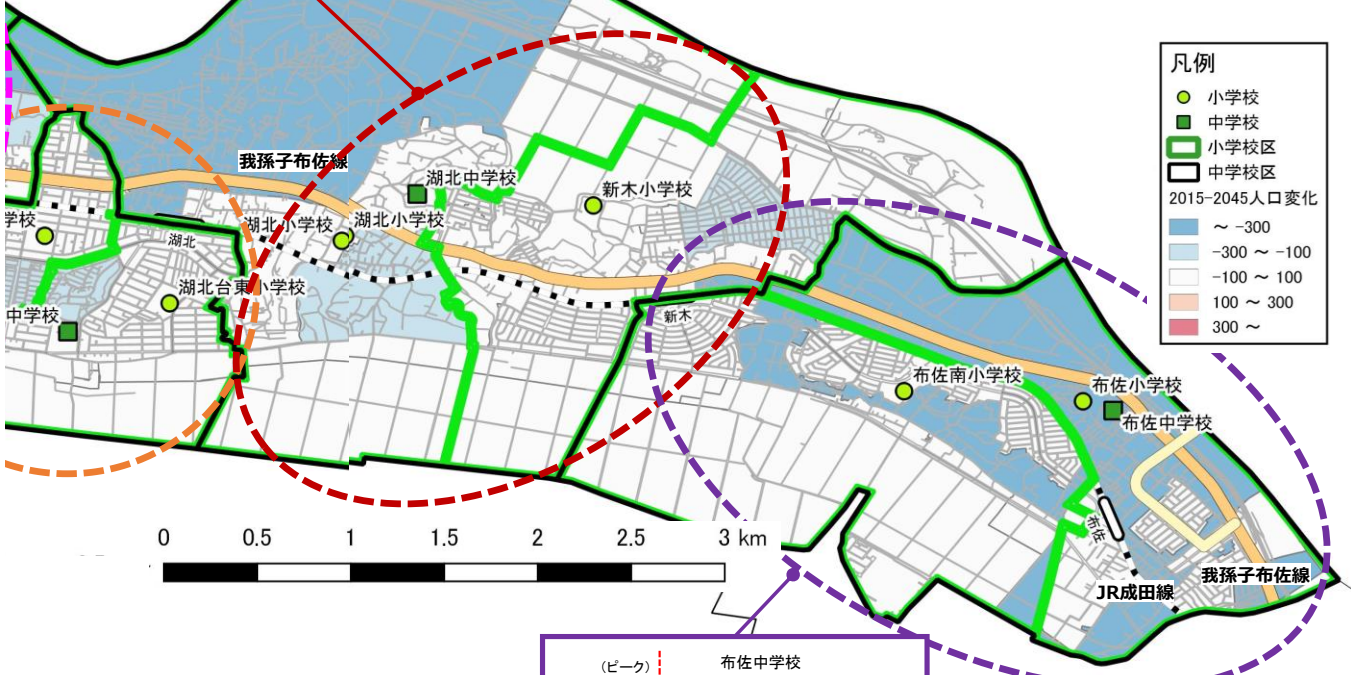 凡例
小学校
中学校
小学校区
中学校区
2015-2045人口変化
～ -300
-300 ～ -100
-100 ～ 100
100 ～ 300
300 ～
我孫子布佐線
湖北中学校
新木小学校
湖北小学校
湖北小学校
学校
湖北
湖北台東小学校
中学校
新木
布佐南小学校
布佐小学校
布佐中学校
布佐
JR成田線
我孫子布佐線
0 0.5 1 1.5 2 2.5 3 km
(ピーク)
布佐中学校